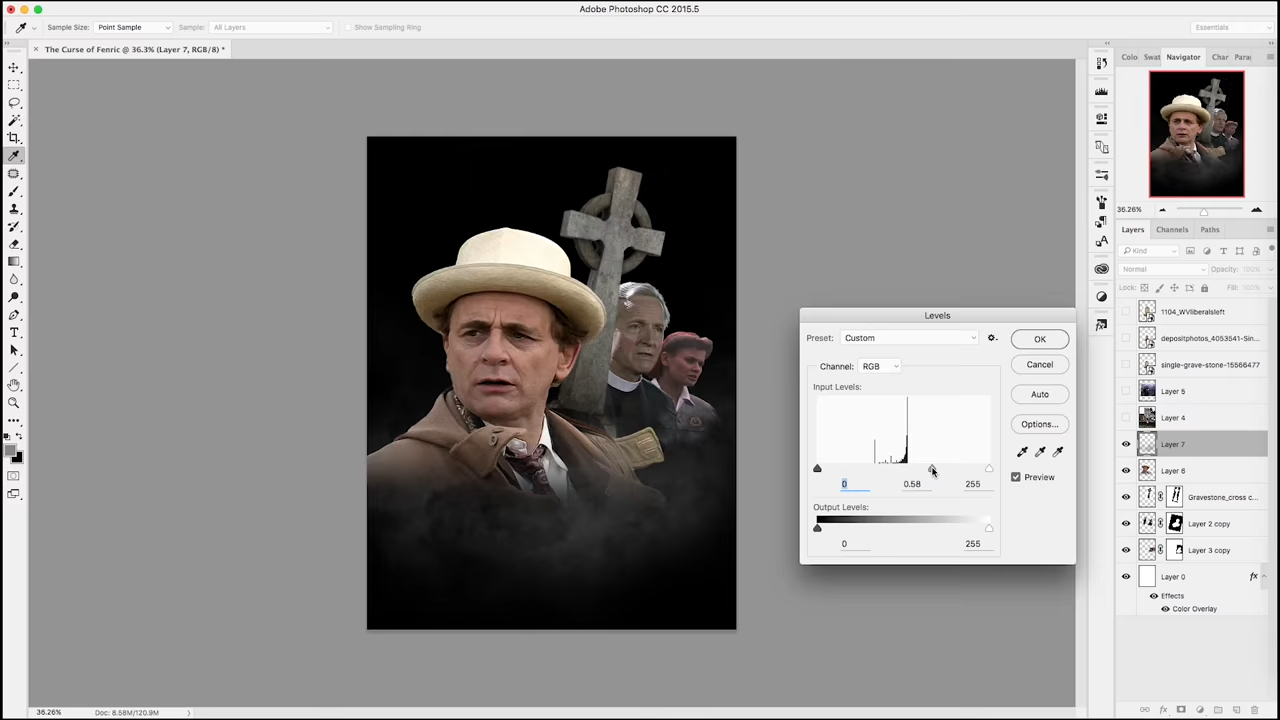 Adobe Photoshop CC 2015.5
Sample Size: Point Sample Sample: All Layers Show Sampling Ring Essentials
The Curse of Fenric @ 36.3% (Layer 7, RGB/8) *
Colo Swat Navigator Char Para
36.26%
Layers Channels Paths
Kind
Normal Opacity: 100%
Lock: Fill: 100%
1104_WVliberalsleft
depositphotos_4053541-Sin...
single-grave-stone-15566477
Layer 5
Layer 4
Layer 7
Layer 6
Gravestone_cross c...
Layer 2 copy
Layer 3 copy
Layer 0 fx
Effects
Color Overlay
Levels
Preset: Custom OK
Channel: RGB Cancel
Input Levels: Auto
Options...
Preview
0 0.58 255
Output Levels:
0 255
36.26% Doc: 8.58M/120.9M
fx